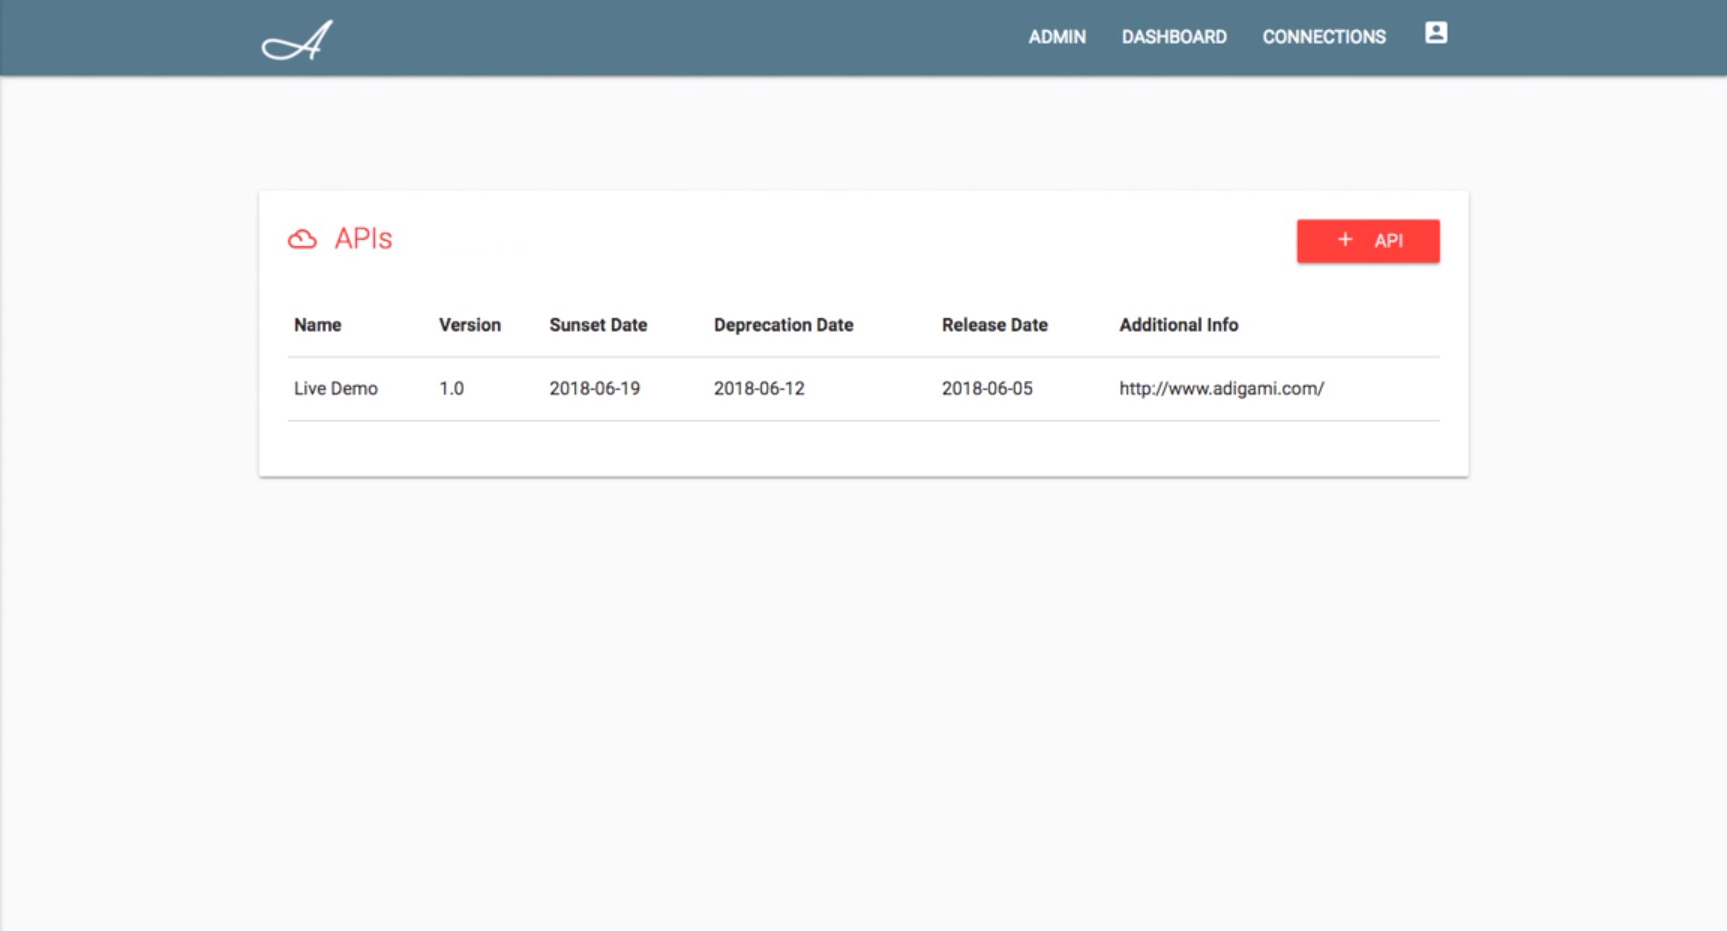 A
ADMIN DASHBOARD CONNECTIONS
APIs
+ API
Name Version Sunset Date Deprecation Date Release Date Additional Info
Live Demo 1.0 2018-06-19 2018-06-12 2018-06-05 http://www.adigami.com/